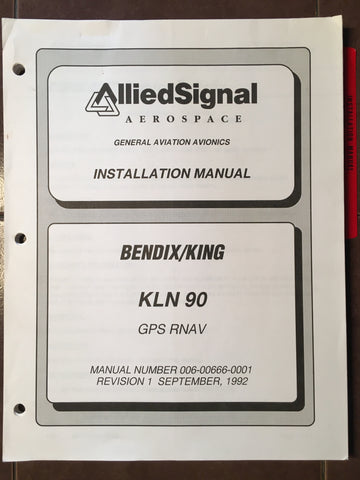 AlliedSignal
AEROSPACE
GENERAL AVIATION AVIONICS
INSTALLATION MANUAL
BENDIX/KING
KLN 90
GPS RNAV
MANUAL NUMBER 006-00666-0001
REVISION 1 SEPTEMBER, 1992